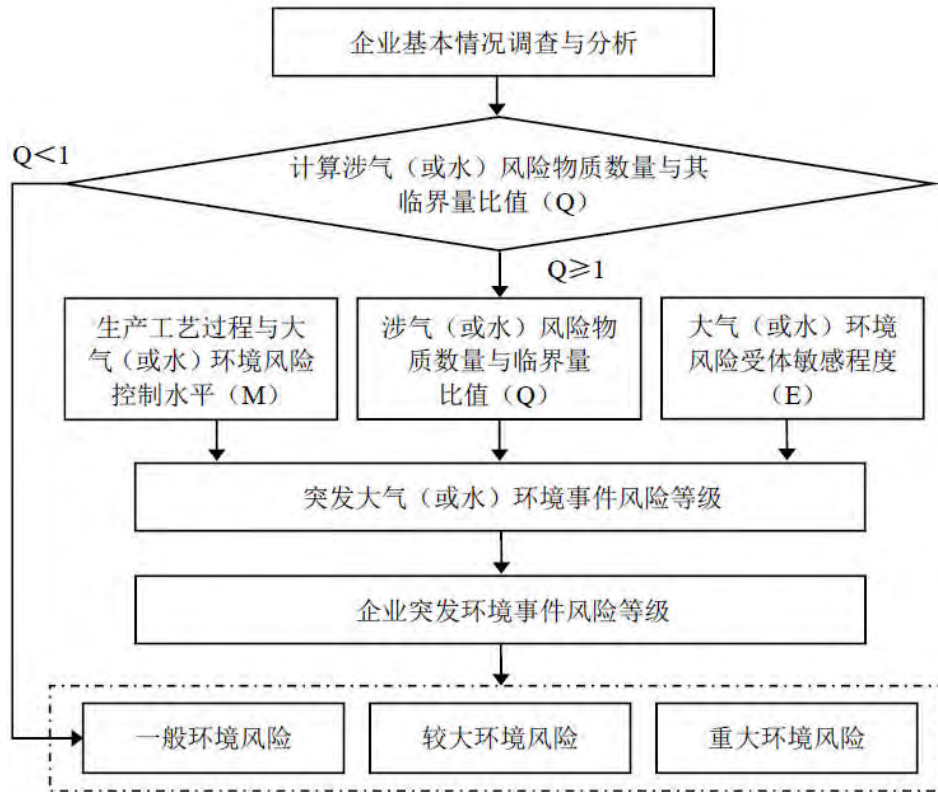 企业基本情况调查与分析
Q＜1
计算涉气（或水）风险物质数量与其
临界量比值（Q）
Q≥1
生产工艺过程与大
气（或水）环境风险
控制水平（M）
涉气（或水）风险物
质数量与临界量
比值（Q）
大气（或水）环境
风险受体敏感程度
（E）
突发大气（或水）环境事件风险等级
企业突发环境事件风险等级
一般环境风险
较大环境风险
重大环境风险